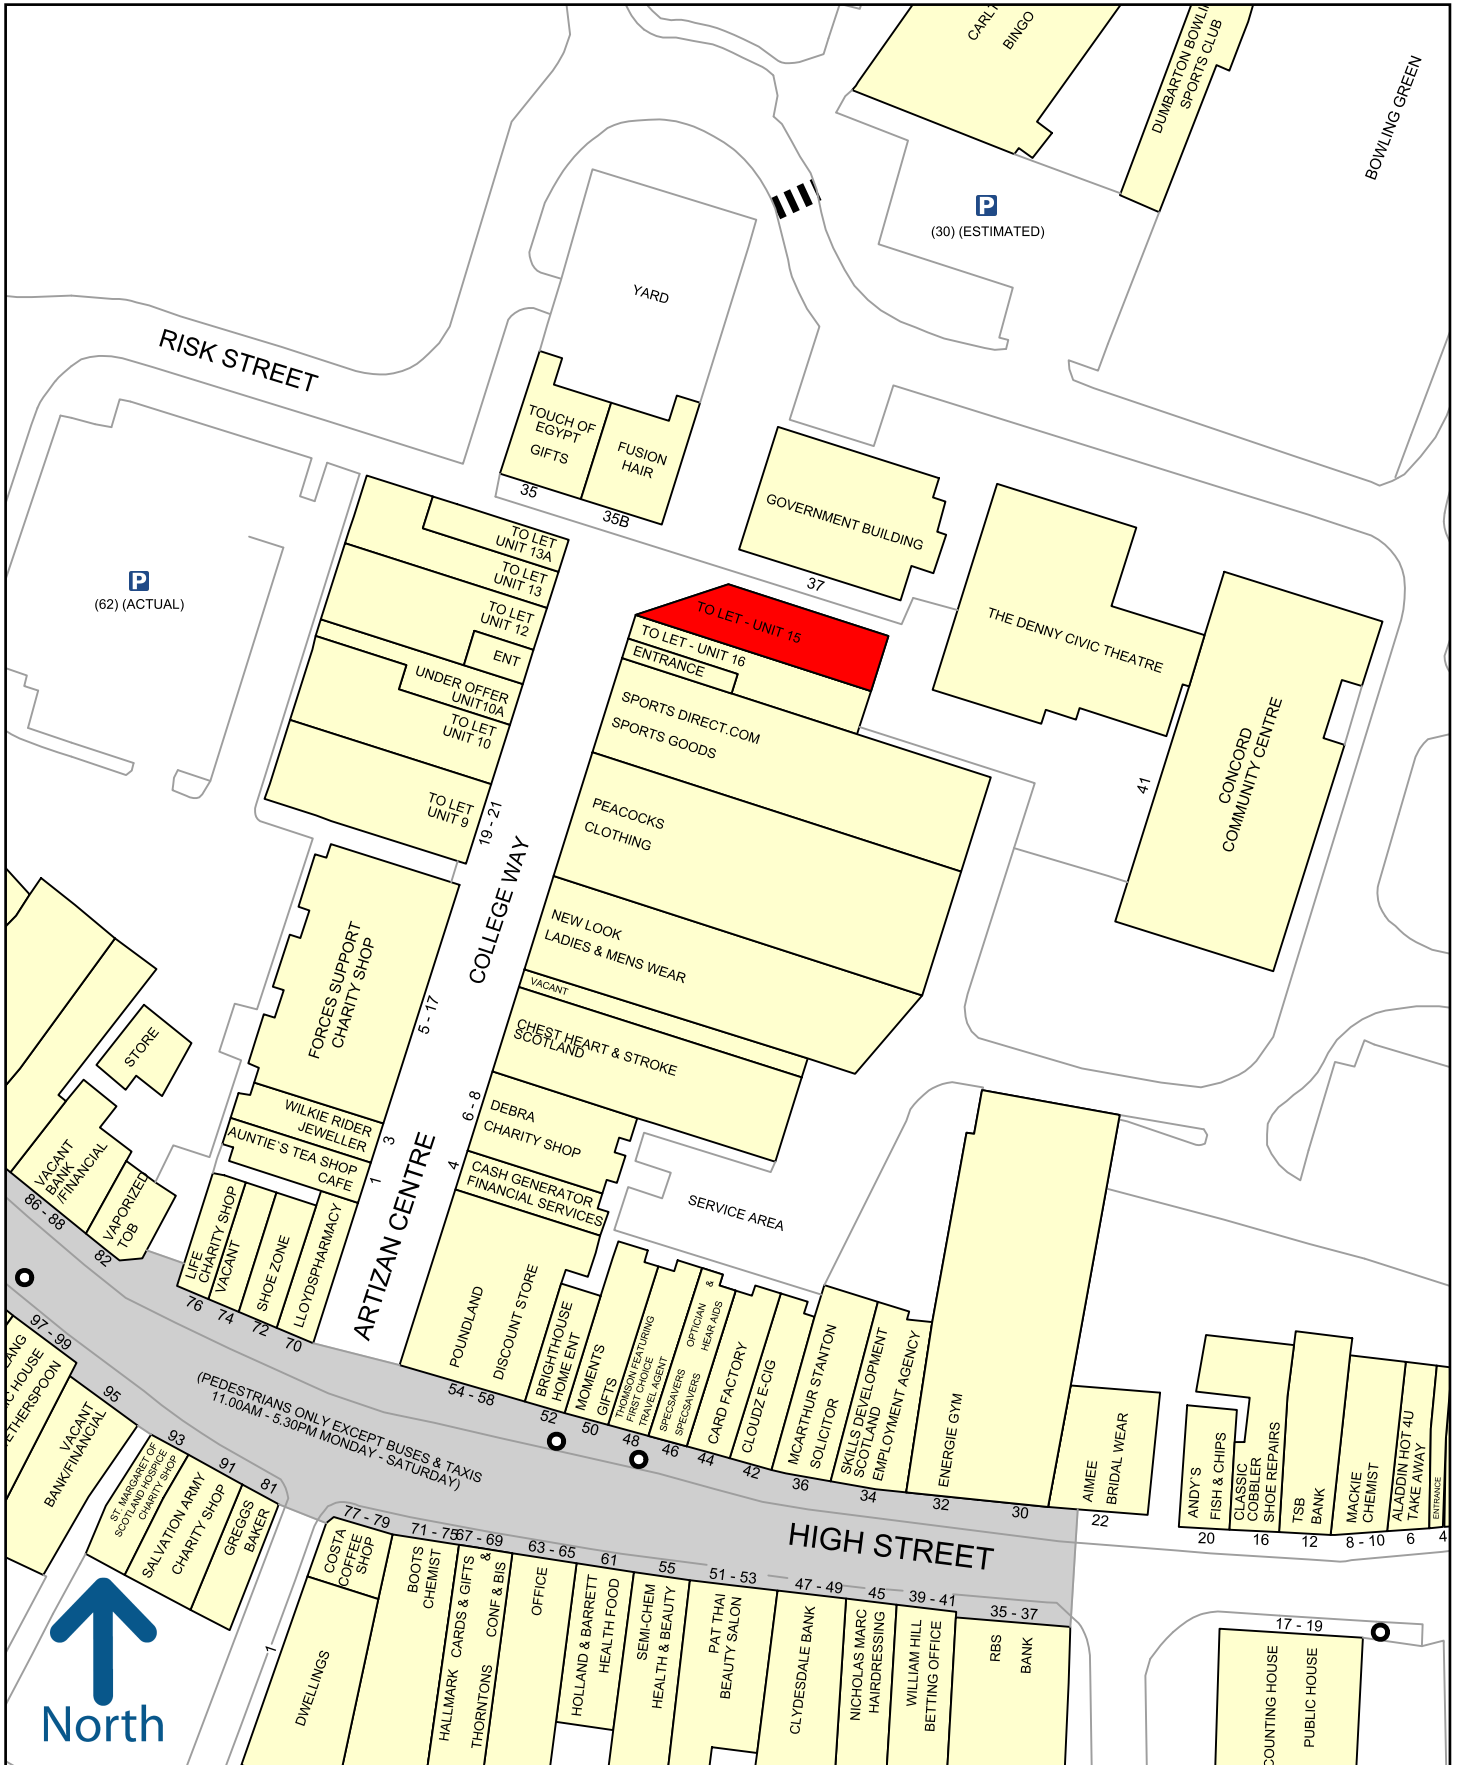 BINGO
DUMBARTON BOWLI
SPORTS CLUB
BOWLING GREEN
P
(30) (ESTIMATED)
YARD
RISK STREET
TOUCH OF
EGYPT
GIFTS
FUSION
HAIR
35
35B
GOVERNMENT BUILDING
37
P
(62) (ACTUAL)
TO LET
UNIT 13A
TO LET
UNIT 13
TO LET
UNIT 12
ENT
UNDER OFFER
UNIT10A
TO LET
UNIT 10
TO LET
UNIT 9
19 - 21
TO LET - UNIT 15
TO LET - UNIT 16
ENTRANCE
SPORTS DIRECT.COM
SPORTS GOODS
PEACOCKS
CLOTHING
NEW LOOK
LADIES & MENS WEAR
VACANT
CHEST HEART & STROKE
SCOTLAND
DEBRA
CHARITY SHOP
CASH GENERATOR
FINANCIAL SERVICES
THE DENNY CIVIC THEATRE
CONCORD
COMMUNITY CENTRE
41
COLLEGE WAY
5 - 17
6 - 8
4
3
1
ARTIZAN CENTRE
FORCES SUPPORT
CHARITY SHOP
WILKIE RIDER
JEWELLER
AUNTIE`S TEA SHOP
CAFE
STORE
VACANT
BANK
/FINANCIAL
VAPORIZED
TOB
86 - 88
82
LIFE
CHARITY SHOP
VACANT
SHOE ZONE
LLOYDSPHARMACY
76
74
72
70
SERVICE AREA
POUNDLAND
DISCOUNT STORE
BRIGHTHOUSE
HOME ENT
MOMENTS
GIFTS
THOMSON FEATURING
FIRST CHOICE
TRAVEL AGENT
SPECSAVERS OPTICIAN &
SPECSAVERS HEAR AIDS
CARD FACTORY
CLOUDZ E-CIG
MCARTHUR STANTON
SOLICITOR
SKILLS DEVELOPMENT
SCOTLAND
EMPLOYMENT AGENCY
ENERGIE GYM
AIMEE
BRIDAL WEAR
ANDY`S
FISH & CHIPS
CLASSIC
COBBLER
SHOE REPAIRS
TSB
BANK
MACKIE
CHEMIST
ALADDIN HOT 4U
TAKE AWAY
ENTRANCE
54 - 58
52
50
48
46
44
42
36
34
32
30
22
20
16
12
8 - 10
6
4
(PEDESTRIANS ONLY EXCEPT BUSES & TAXIS
11.00AM - 5.30PM MONDAY - SATURDAY)
HIGH STREET
97 - 99
95
93
91
81
IC HOUSE
ETHERSPOON
VACANT
BANK/FINANCIAL
ST. MARGARET OF
SCOTLAND HOSPICE
CHARITY SHOP
SALVATION ARMY
CHARITY SHOP
GREGGS
BAKER
77 - 79
71 - 75
67 - 69
63 - 65
61
55
51 - 53
47 - 49
45
39 - 41
35 - 37
17 - 19
1
COSTA
COFFEE
SHOP
DWELLINGS
BOOTS
CHEMIST
HALLMARK CARDS & GIFTS &
THORNTONS CONF & BIS
OFFICE
HOLLAND & BARRETT
HEALTH FOOD
SEMI-CHEM
HEALTH & BEAUTY
PAT THAI
BEAUTY SALON
CLYDESDALE BANK
NICHOLAS MARC
HAIRDRESSING
WILLIAM HILL
BETTING OFFICE
RBS
BANK
OUNTING HOUSE
PUBLIC HOUSE
North